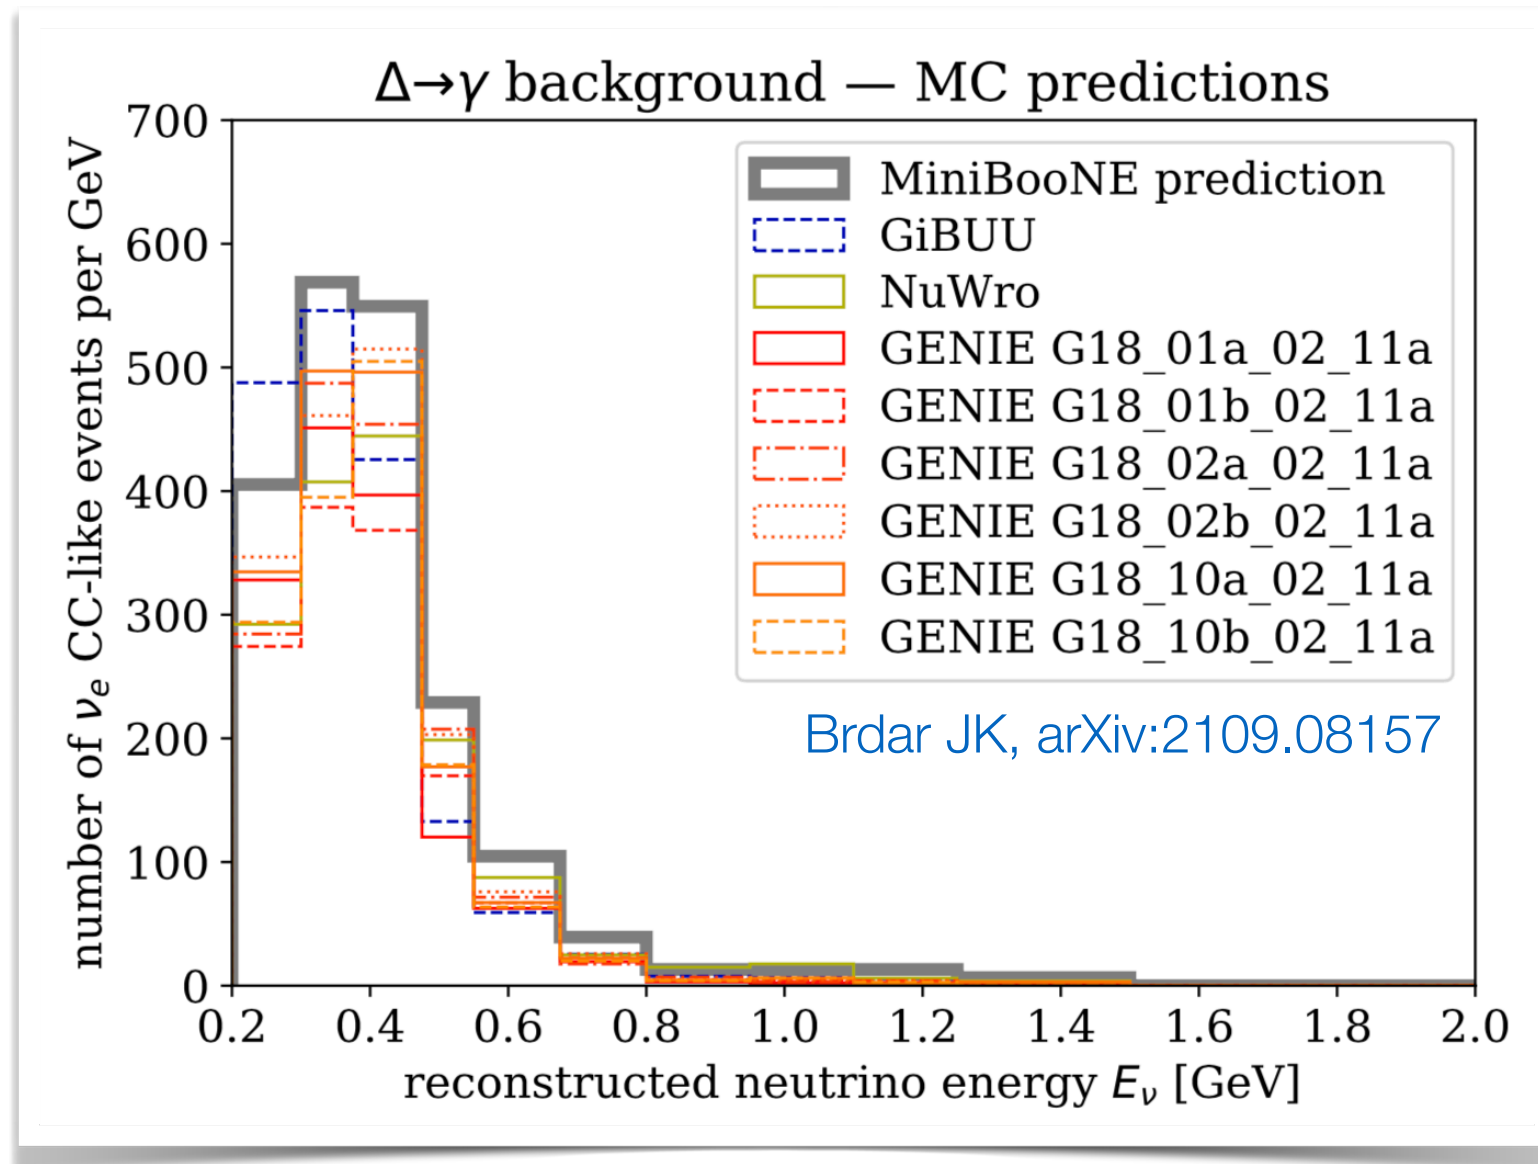 Δ→γ background — MC predictions
number of νₑ CC-like events per GeV
700
600
500
400
300
200
100
0
MiniBooNE prediction
GiBUU
NuWro
GENIE G18_01a_02_11a
GENIE G18_01b_02_11a
GENIE G18_02a_02_11a
GENIE G18_02b_02_11a
GENIE G18_10a_02_11a
GENIE G18_10b_02_11a
Brdar JK, arXiv:2109.08157
0.2 0.4 0.6 0.8 1.0 1.2 1.4 1.6 1.8 2.0
reconstructed neutrino energy Eᵥ [GeV]